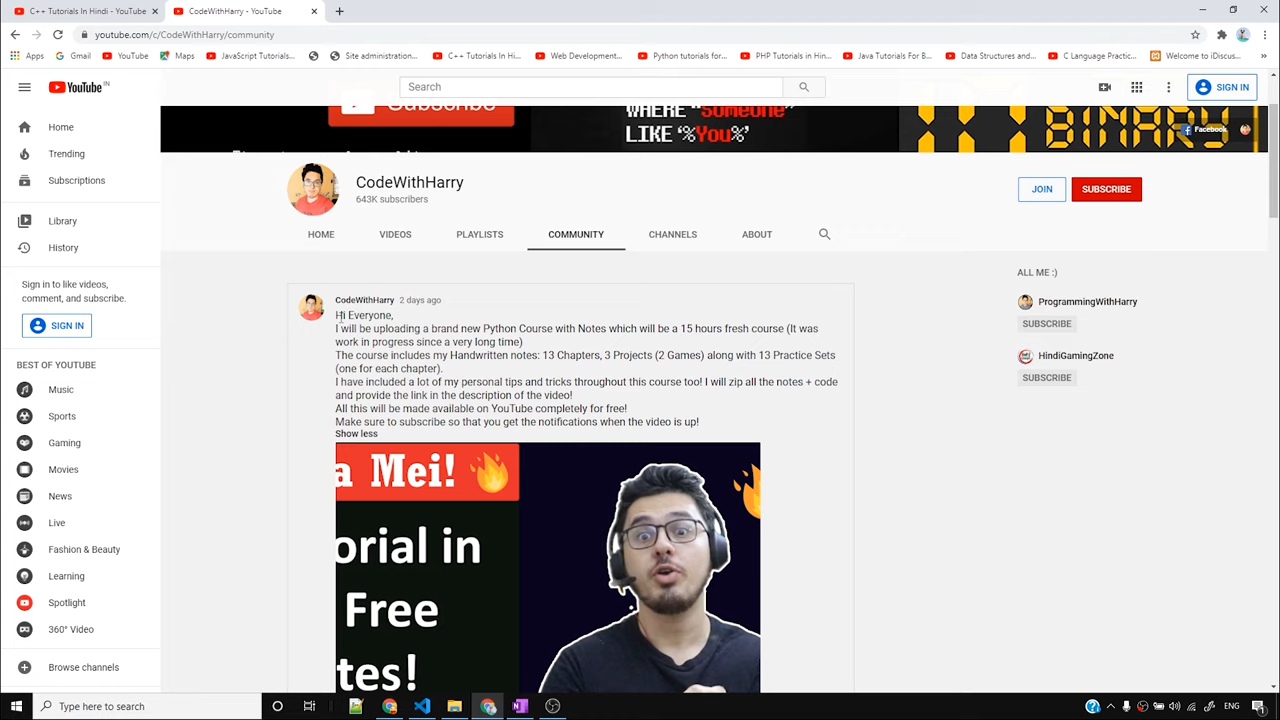 C++ Tutorials In Hindi - YouTube
CodeWithHarry - YouTube
youtube.com/c/CodeWithHarry/community
Apps
Gmail
YouTube
Maps
JavaScript Tutorials...
Site administration...
C++ Tutorials In Hi...
Web Development...
Python tutorials for...
PHP Tutorials in Hin...
Java Tutorials For B...
Data Structures and...
C Language Practic...
Welcome to iDiscus...
YouTube IN
Search
SIGN IN
Subscribe
WHERE "Someone"
LIKE '%You%'
BINARY
Facebook
Home
Trending
Subscriptions
Library
History
Sign in to like videos,
comment, and subscribe.
SIGN IN
BEST OF YOUTUBE
Music
Sports
Gaming
Movies
News
Live
Fashion & Beauty
Learning
Spotlight
360° Video
Browse channels
CodeWithHarry
643K subscribers
JOIN
SUBSCRIBE
HOME
VIDEOS
PLAYLISTS
COMMUNITY
CHANNELS
ABOUT
CodeWithHarry 2 days ago
Hi Everyone,
I will be uploading a brand new Python Course with Notes which will be a 15 hours fresh course (It was
work in progress since a very long time)
The course includes my Handwritten notes: 13 Chapters, 3 Projects (2 Games) along with 13 Practice Sets
(one for each chapter).
I have included a lot of my personal tips and tricks throughout this course too! I will zip all the notes + code
and provide the link in the description of the video!
All this will be made available on YouTube completely for free!
Make sure to subscribe so that you get the notifications when the video is up!
Show less
a Mei!
orial in
Free
tes!
ALL ME :)
ProgrammingWithHarry
SUBSCRIBE
HindiGamingZone
SUBSCRIBE
Type here to search
ENG